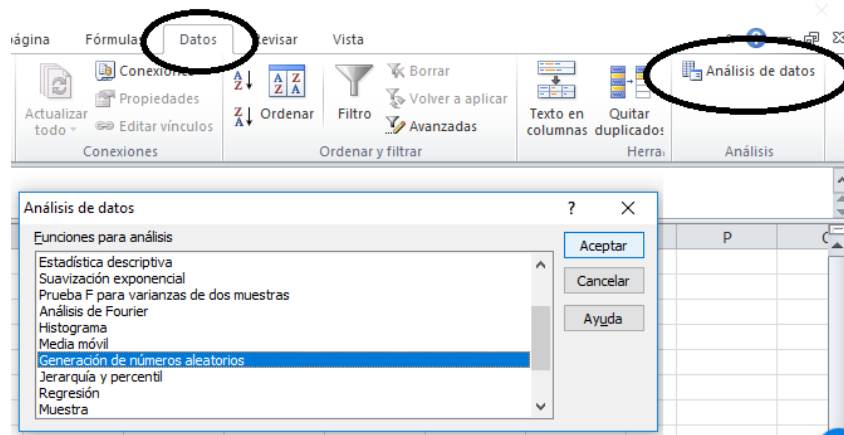 página Fórmulas Datos Revisar Vista
Conexiones
Propiedades
Editar vínculos
Actualizar
todo
Conexiones
A
Z
Z
A
A Z
Z A
Ordenar
Filtro
Borrar
Volver a aplicar
Avanzadas
Ordenar y filtrar
Texto en
columnas
Quitar
duplicados
Herra
Análisis de datos
Análisis
Análisis de datos ?
Funciones para análisis
Estadística descriptiva
Suavización exponencial
Prueba F para varianzas de dos muestras
Análisis de Fourier
Histograma
Media móvil
Generación de números aleatorios
Jerarquía y percentil
Regresión
Muestra
Aceptar
Cancelar
Ayuda
P